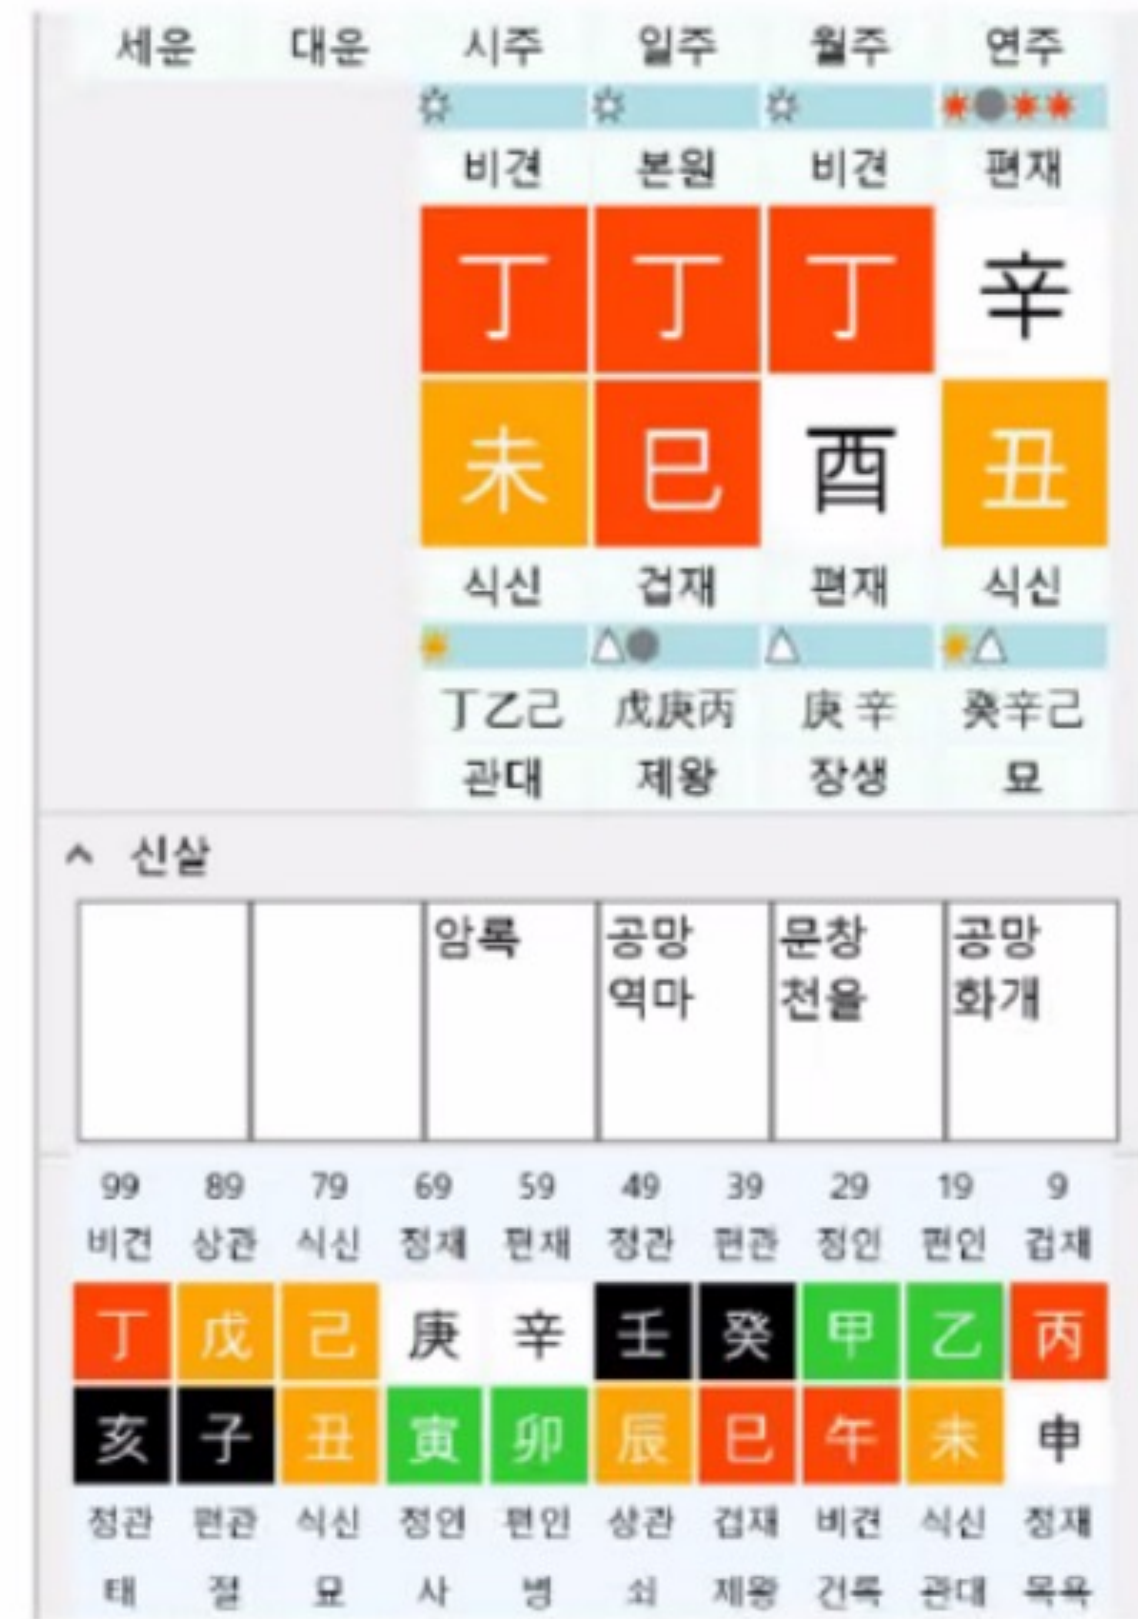 세운 대운 시주 일주 월주 연주
비견 본원 비견 편재
丁 丁 丁 辛
未 巳 酉 丑
식신 겁재 편재 식신
丁乙己 戊庚丙 庚辛 癸辛己
관대 제왕 장생 묘
신살
암록 공망 문창 공망
역마 천을 화개
99 89 79 69 59 49 39 29 19 9
비견 상관 식신 정재 편재 정관 편관 정인 편인 겁재
丁 戊 己 庚 辛 壬 癸 甲 乙 丙
亥 子 丑 寅 卯 辰 巳 午 未 申
정관 편관 식신 정인 편인 상관 겁재 비견 식신 정재
태 절 묘 사 병 쇠 제왕 건록 관대 목욕